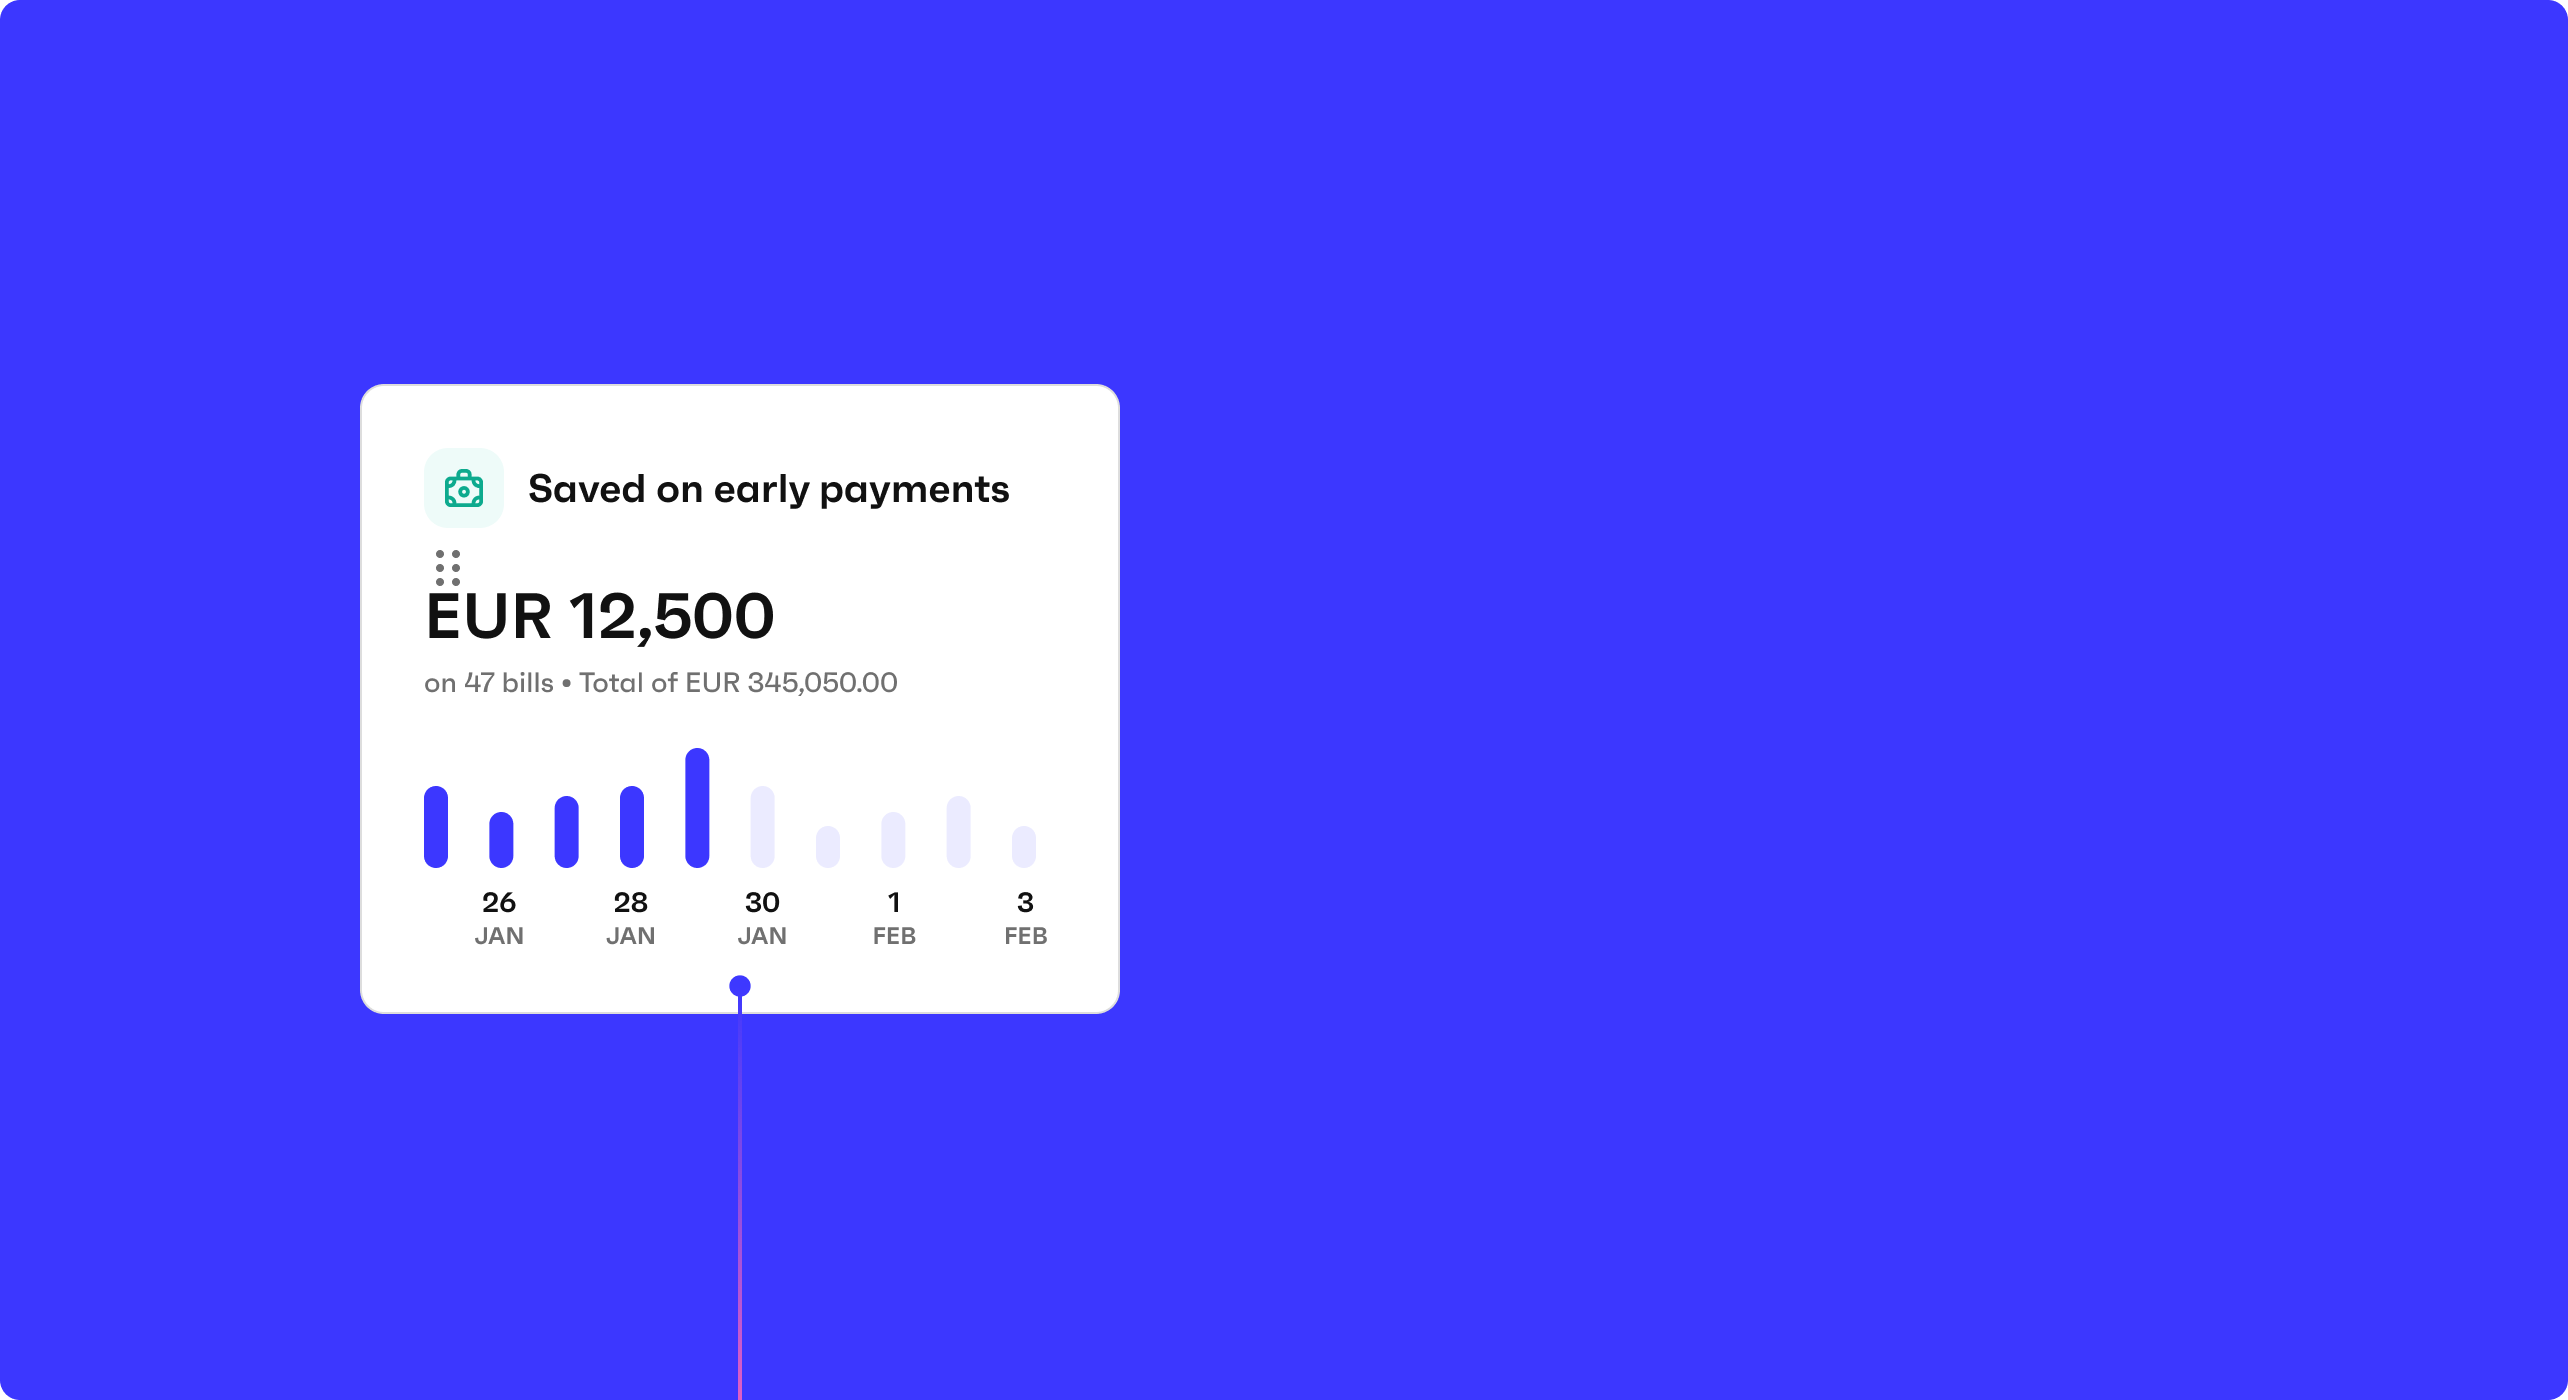 Saved on early payments
EUR 12,500
on 47 bills • Total of EUR 345,050.00
26 28 30 1 3
JAN JAN JAN FEB FEB